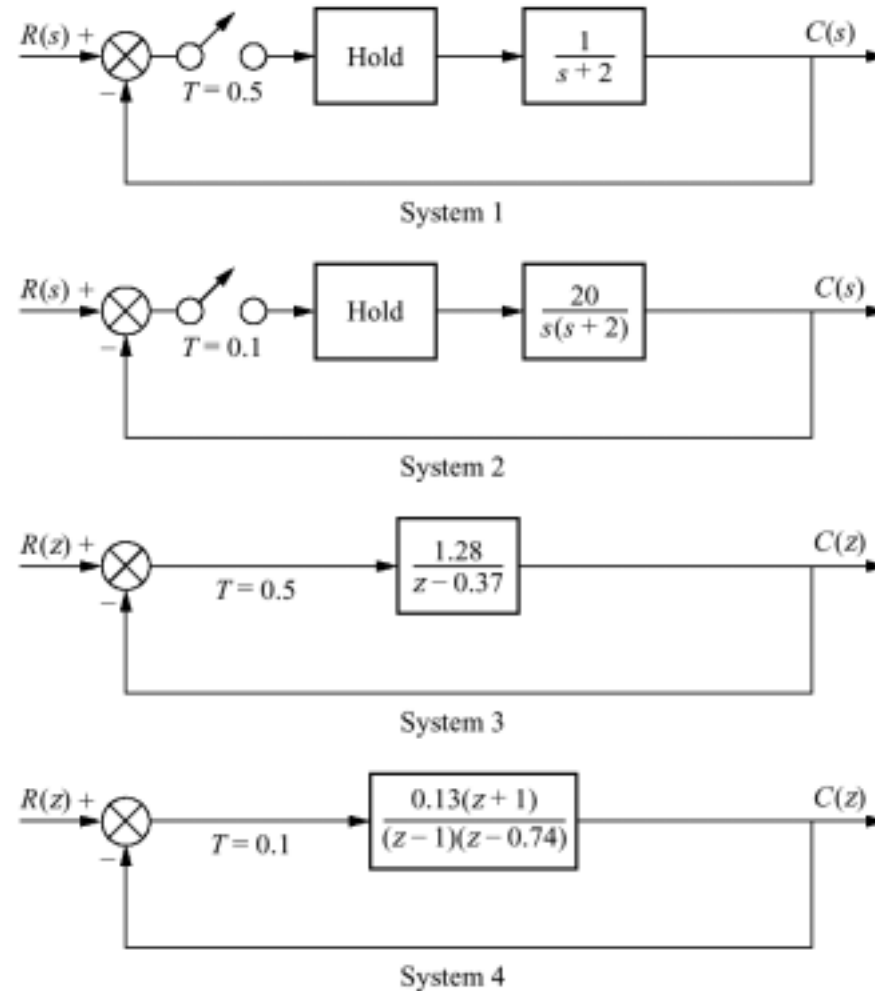 R(s) + C(s)
Hold
1
s + 2
– T = 0.5
System 1
R(s) + C(s)
Hold
20
s(s + 2)
– T = 0.1
System 2
R(z) + C(z)
1.28
z – 0.37
– T = 0.5
System 3
R(z) + C(z)
0.13(z + 1)
(z – 1)(z – 0.74)
– T = 0.1
System 4